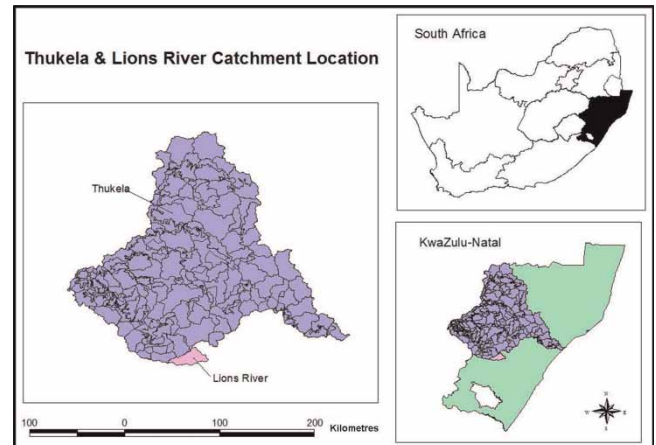 Thukela & Lions River Catchment Location
Thukela
Lions River
100 0 100 200 Kilometres
South Africa
KwaZulu-Natal
N
W E
S